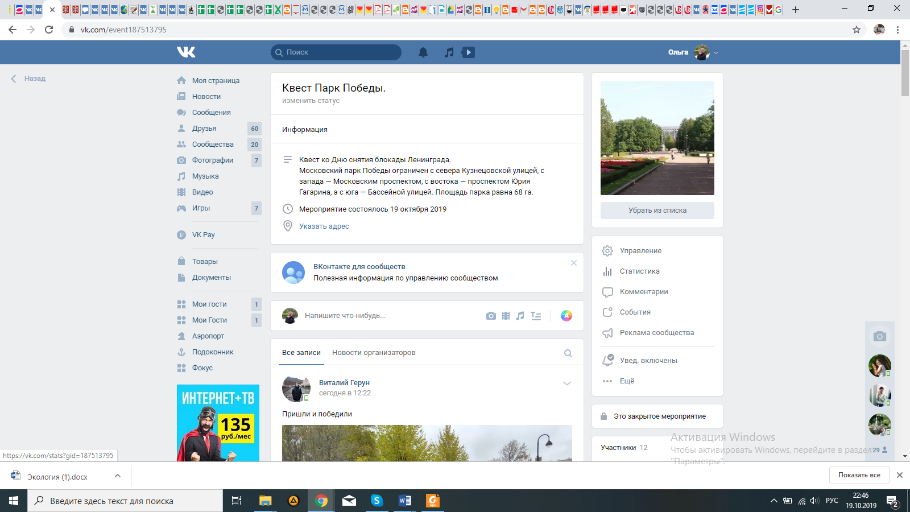 vk.com/event187513795
Поиск
Ольга
Назад
Моя страница
Новости
Сообщения
Друзья 60
Сообщества 20
Фотографии 7
Музыка
Видео
Игры 7
VK Pay
Товары
Документы
Мои гости 1
Мои Гости 1
Аэропорт
Подоконник
Фокус
ИНТЕРНЕТ+ТВ
135
руб./мес
Квест Парк Победы.
изменить статус
Информация
Квест ко Дню снятия блокады Ленинграда.
Московский парк Победы ограничен с севера Кузнецовской улицей, с
запада — Московским проспектом, с востока — проспектом Юрия
Гагарина, а с юга — Бассейной улицей. Площадь парка равна 68 га.
Мероприятие состоялось 19 октября 2019
Указать адрес
ВКонтакте для сообществ
Полезная информация по управлению сообществом
Напишите что-нибудь...
Все записи Новости организаторов
Виталий Герун
сегодня в 12:22
Пришли и победили
Убрать из списка
Управление
Статистика
Комментарии
События
Реклама сообщества
Увед. включены
Ещё
Это закрытое мероприятие
Участники 12
Активация Windows
Чтобы активировать Windows, перейдите в раздел
"Параметры".
https://vk.com/stats?gid=187513795
Экология (1).docx
Показать все
Введите здесь текст для поиска
РУС
22:46
19.10.2019
2